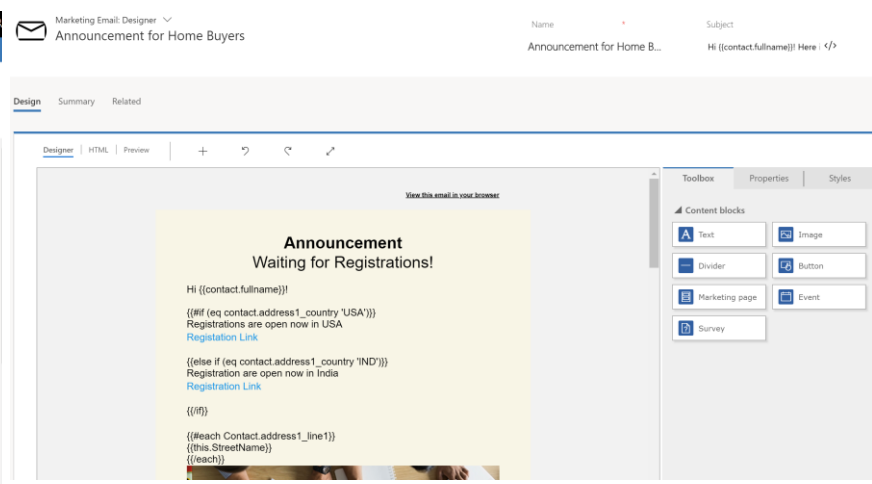 Marketing Email: Designer
Announcement for Home Buyers
Name *
Announcement for Home B...
Subject
Hi {{contact.fullname}}! Here </>
Design Summary Related
Designer | HTML | Preview
View this email in your browser
Announcement
Waiting for Registrations!
Hi {{contact.fullname}}!
{{#if (eq contact.address1_country 'USA')}}
Registrations are open now in USA
Registation Link
{{else if (eq contact.address1_country 'IND')}}
Registration are open now in India
Registration Link
{{/if}}
{{#each Contact.address1_line1}}
{{this.StreetName}}
{{/each}}
Toolbox Properties Styles
Content blocks
Text Image
Divider Button
Marketing page Event
Survey